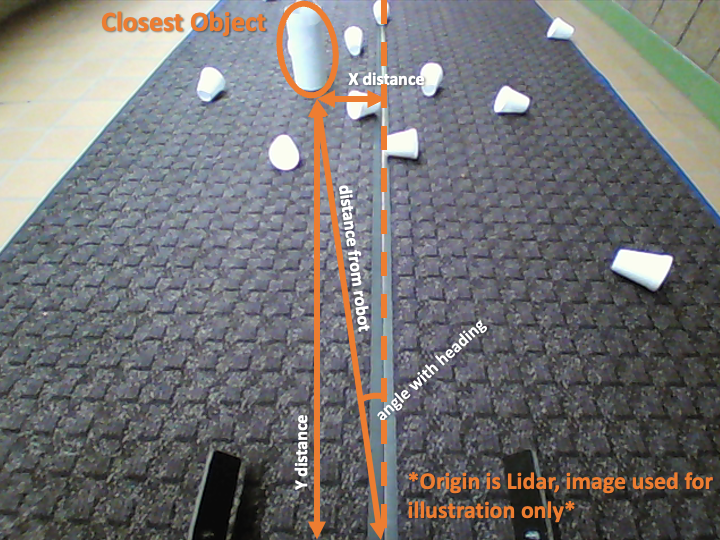 Closest Object
X distance
distance from robot
angle with heading
Y distance
*Origin is Lidar, image used for
illustration only*